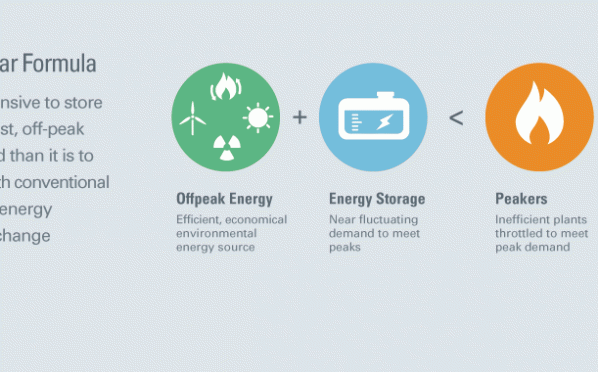 ar Formula
nsive to store
st, off-peak
d than it is to
th conventional
energy
change
+
<
Offpeak Energy
Efficient, economical
environmental
energy source
Energy Storage
Near fluctuating
demand to meet
peaks
Peakers
Inefficient plants
throttled to meet
peak demand